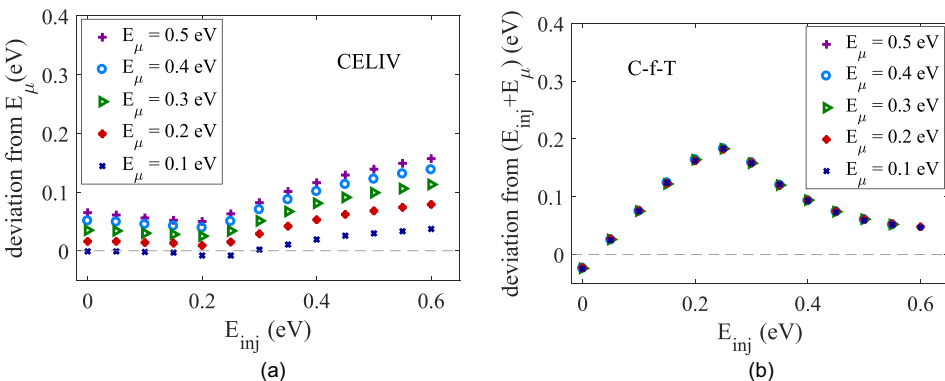 0.4
0.3
0.2
0.1
0
deviation from E_μ (eV)
E_μ = 0.5 eV
E_μ = 0.4 eV
E_μ = 0.3 eV
E_μ = 0.2 eV
E_μ = 0.1 eV
CELIV
0 0.2 0.4 0.6
E_inj (eV)
(a)
0.4
0.3
0.2
0.1
0
deviation from (E_inj+E_μ) (eV)
C-f-T
E_μ = 0.5 eV
E_μ = 0.4 eV
E_μ = 0.3 eV
E_μ = 0.2 eV
E_μ = 0.1 eV
0 0.2 0.4 0.6
E_inj (eV)
(b)